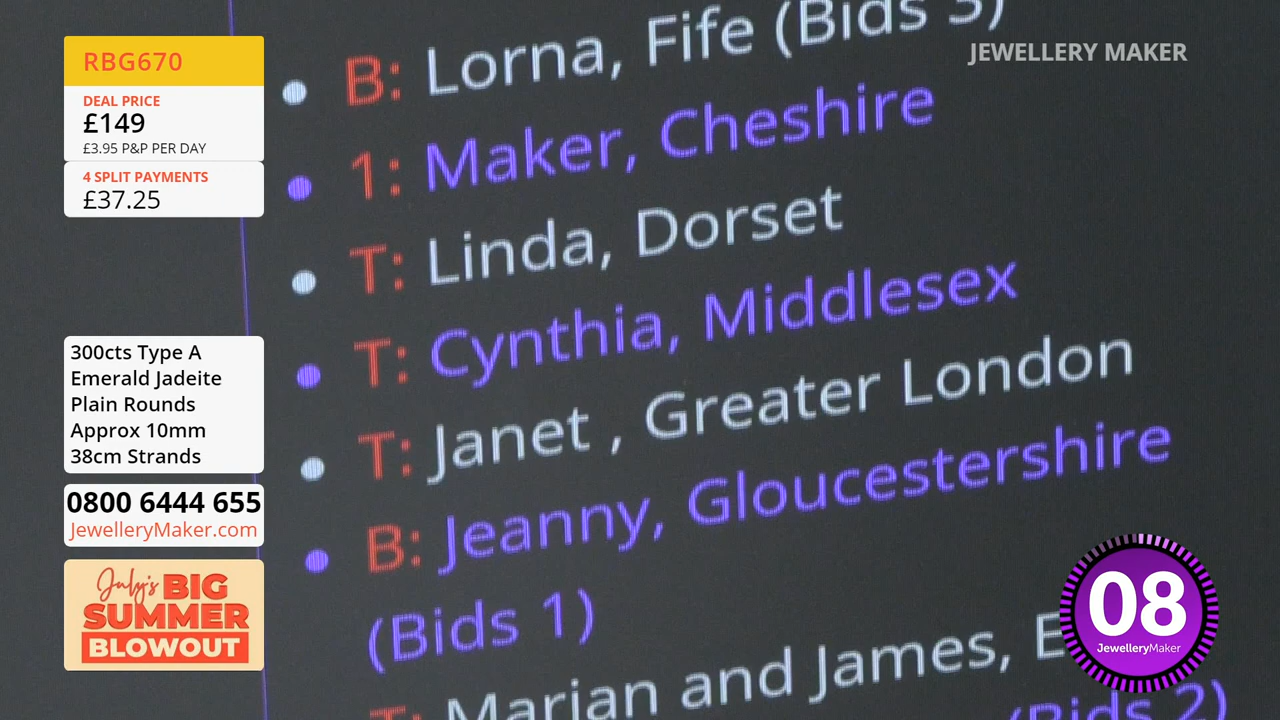 RBG670
DEAL PRICE
£149
£3.95 P&P PER DAY
4 SPLIT PAYMENTS
£37.25
300cts Type A
Emerald Jadeite
Plain Rounds
Approx 10mm
38cm Strands
0800 6444 655
JewelleryMaker.com
July's BIG
SUMMER
BLOWOUT
JEWELLERY MAKER
B: Lorna, Fife (Bids 3)
1: Maker, Cheshire
T: Linda, Dorset
T: Cynthia, Middlesex
T: Janet , Greater London
B: Jeanny, Gloucestershire
(Bids 1)
T: Marian and James, E
(Bids 2)
08
JewelleryMaker